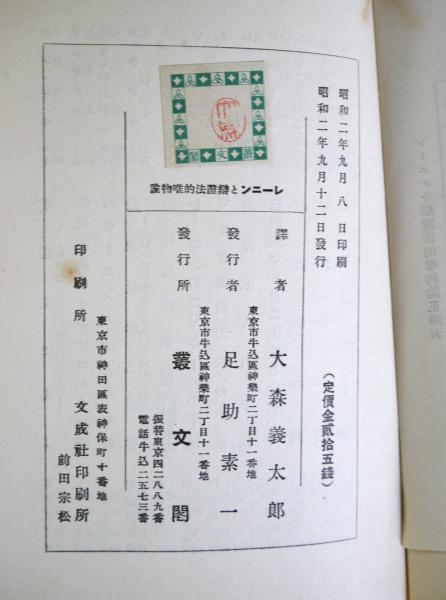 昭和二年九月八日印刷
昭和二年九月十二日發行
（定價金貳拾五錢）
叢文閣
レーニンと辯證法的唯物論
譯者 大森義太郎
東京市牛込區神樂町二丁目十一番地
發行者 足助素一
東京市牛込區神樂町二丁目十一番地
發行所 叢文閣
振替東京四二八八九番
電話牛込二五七三番
東京市神田區表神保町十番地
印刷所 文成社印刷所
前田宗松